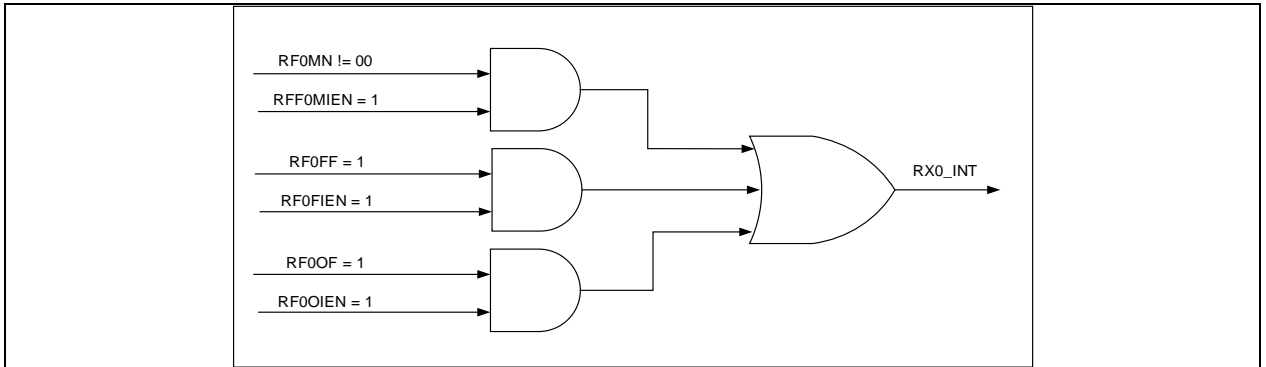 RF0MN != 00
RFF0MIEN = 1
RF0FF = 1
RF0FIEN = 1
RF0OF = 1
RF0OIEN = 1
RX0_INT